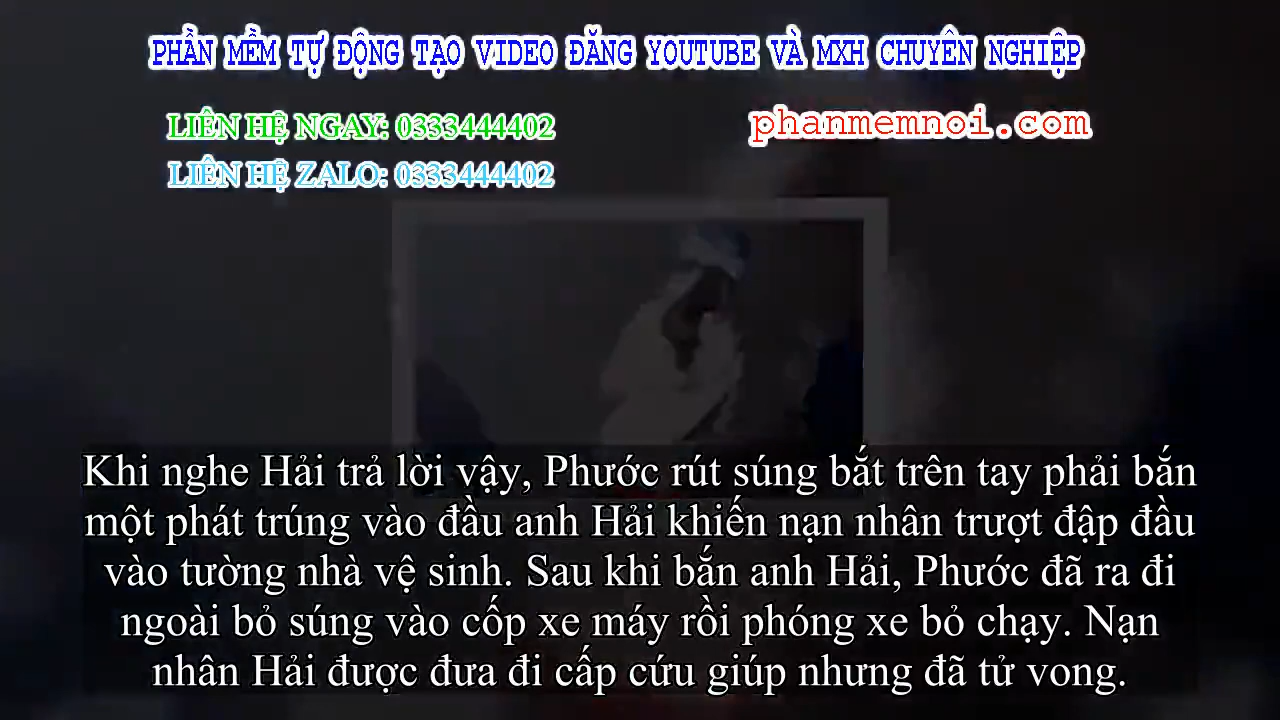 PHẦN MỀM TỰ ĐỘNG TẠO VIDEO ĐĂNG YOUTUBE VÀ MXH CHUYÊN NGHIỆP
LIÊN HỆ NGAY: 0333444402
phanmemnoi.com
LIÊN HỆ ZALO: 0333444402
Khi nghe Hải trả lời vậy, Phước rút súng bắt trên tay phải bắn
một phát trúng vào đầu anh Hải khiến nạn nhân trượt đập đầu
vào tường nhà vệ sinh. Sau khi bắn anh Hải, Phước đã ra đi
ngoài bỏ súng vào cốp xe máy rồi phóng xe bỏ chạy. Nạn
nhân Hải được đưa đi cấp cứu giúp nhưng đã tử vong.